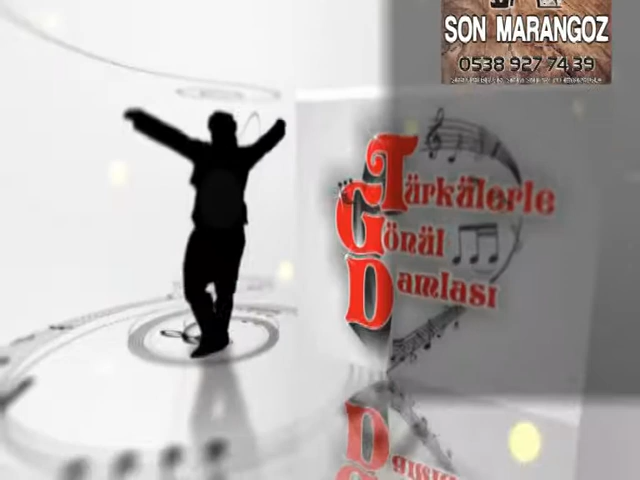 SON MARANGOZ
0538 927 74 39
Türkülerle
Gönül
Damlası